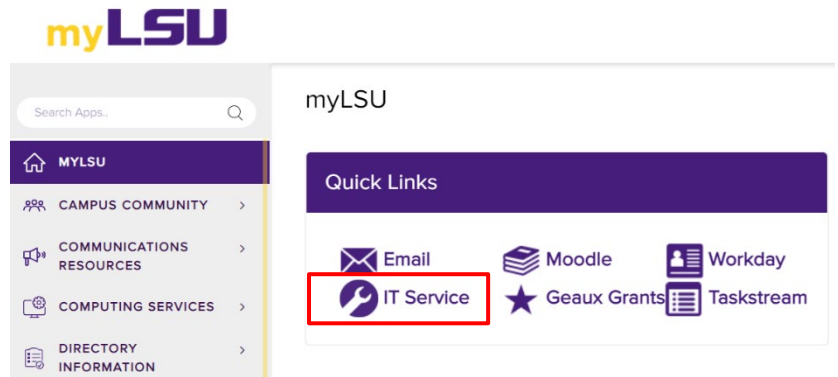 myLSU
Search Apps..
MYLSU
CAMPUS COMMUNITY
COMMUNICATIONS
RESOURCES
COMPUTING SERVICES
DIRECTORY
INFORMATION
myLSU
Quick Links
Email Moodle Workday
IT Service Geaux Grants Taskstream